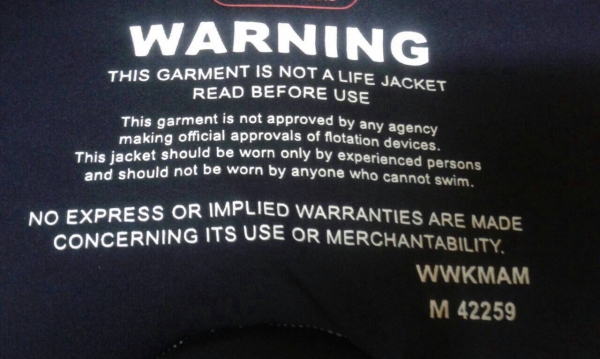 WARNING
THIS GARMENT IS NOT A LIFE JACKET
READ BEFORE USE
This garment is not approved by any agency
making official approvals of flotation devices.
This jacket should be worn only by experienced persons
and should not be worn by anyone who cannot swim.
NO EXPRESS OR IMPLIED WARRANTIES ARE MADE
CONCERNING ITS USE OR MERCHANTABILITY.
WWKMAM
M 42259